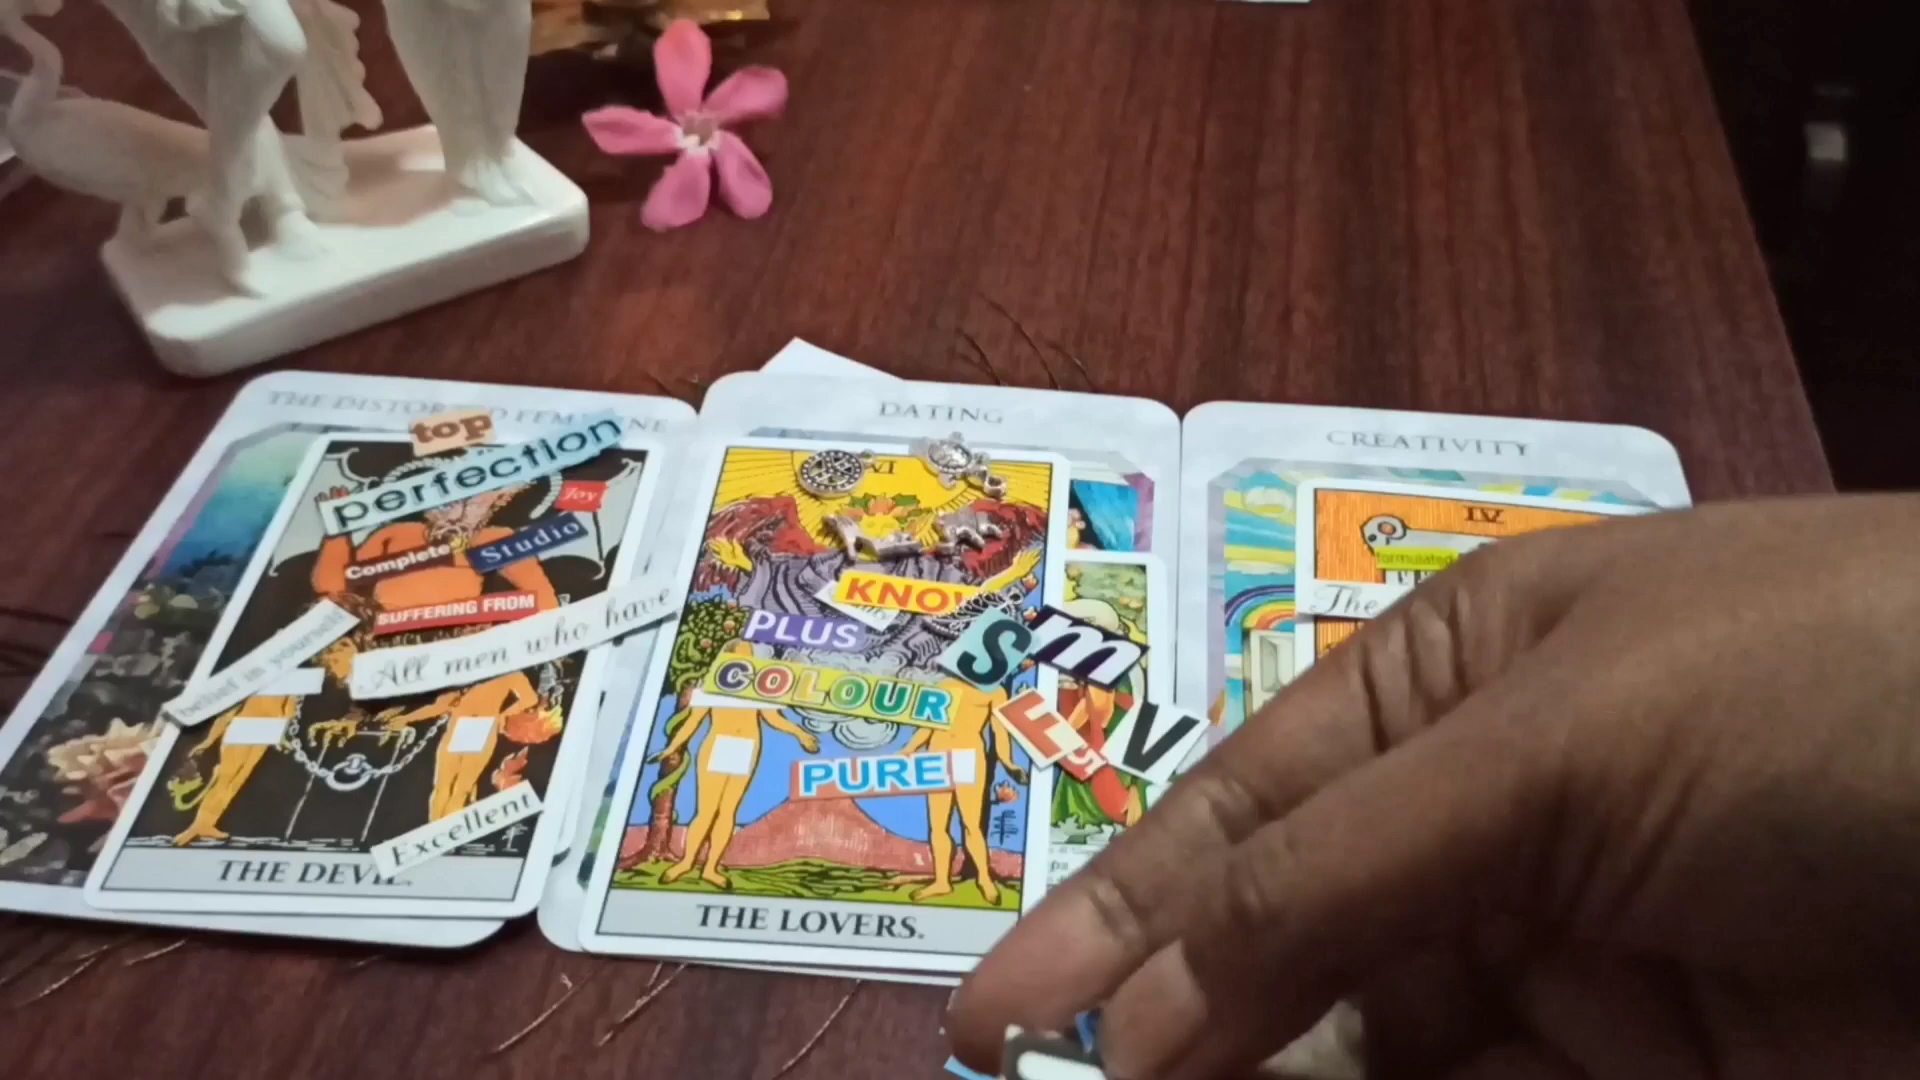 THE DISTORTED FEMININE
top
perfection
Joy
Complete
Studio
SUFFERING FROM
All men who have
belief in yourself
Excellent
THE DEVIL.
DATING
VI
KNOW
PLUS
COLOUR
PURE
S
m
E
V
THE LOVERS.
CREATIVITY
IV
formulated
The